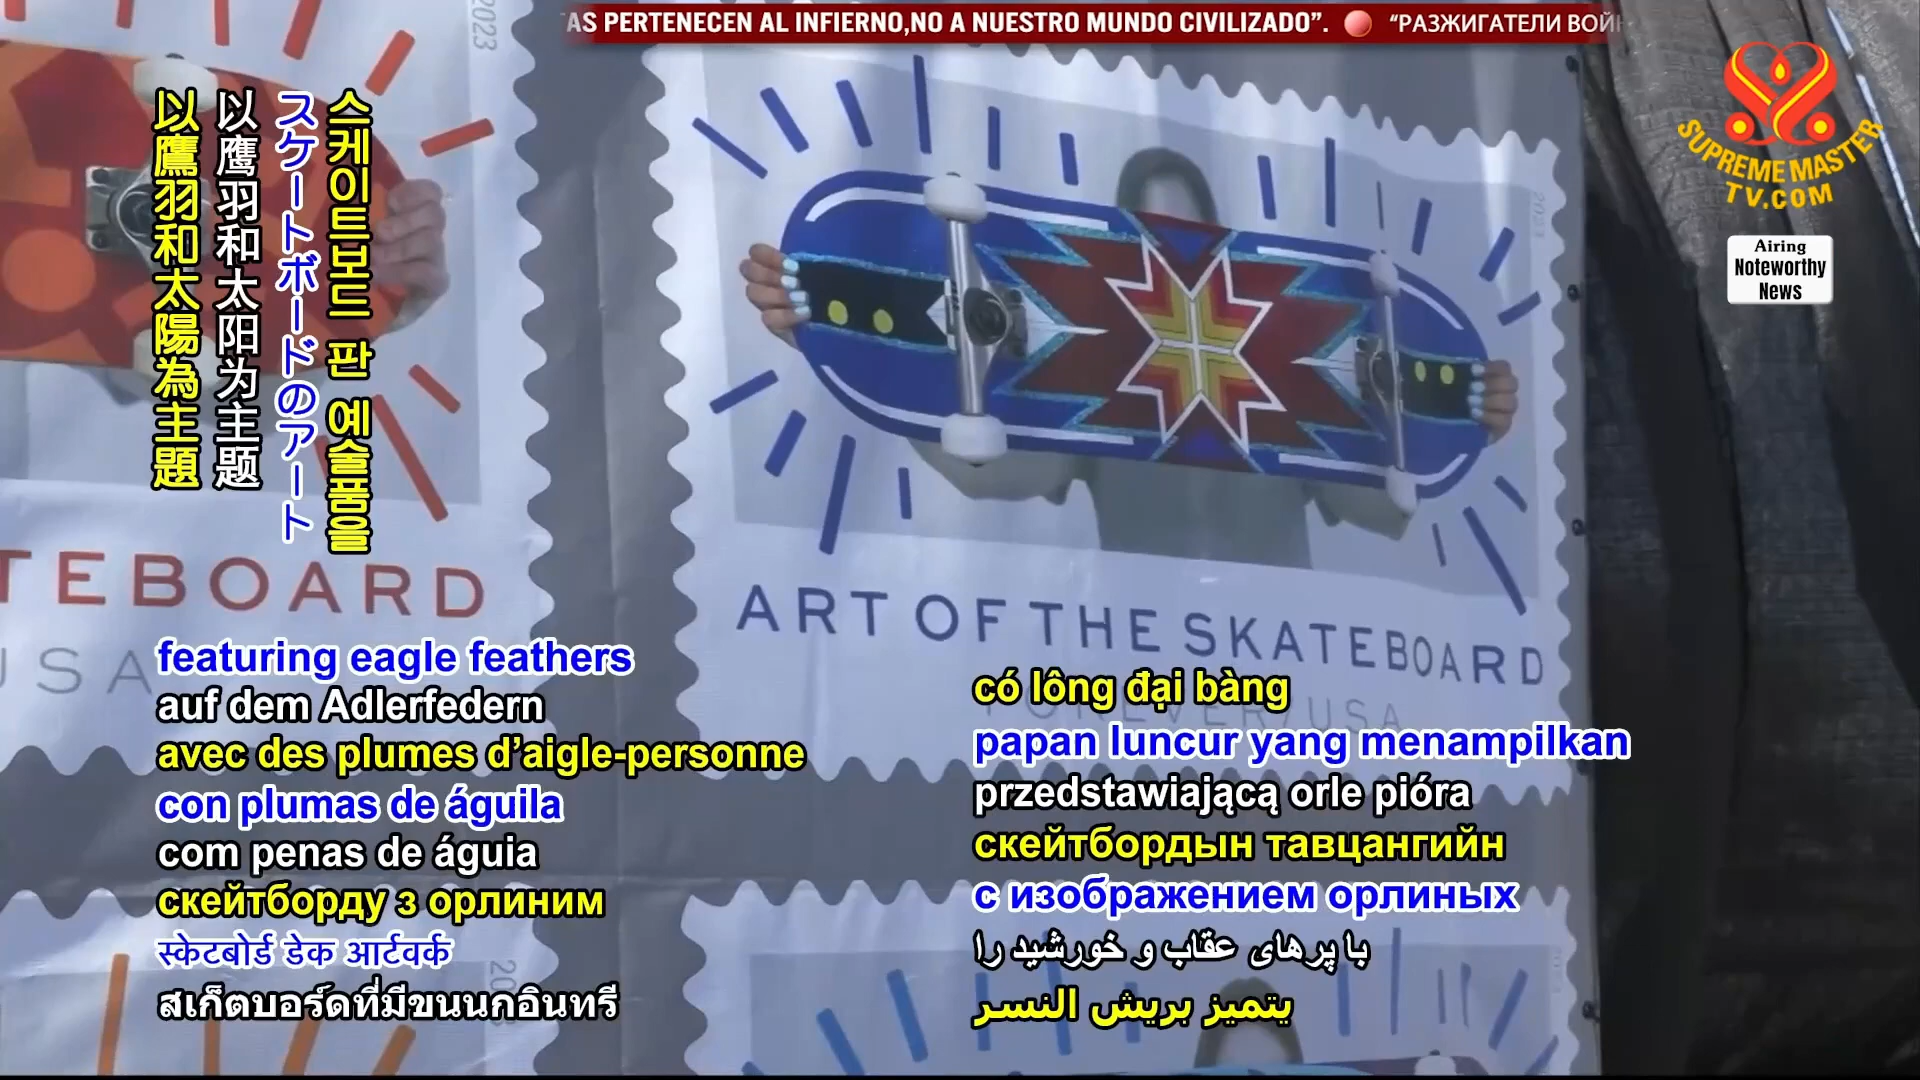 AS PERTENECEN AL INFIERNO,NO A NUESTRO MUNDO CIVILIZADO”. “РАЗЖИГАТЕЛИ ВОЙН
SUPREME MASTER
TV.COM
Airing
Noteworthy
News
스케이트보드 판 예술품을
スケートボードのアート
以鹰羽和太阳为主题
以鷹羽和太陽為主題
2023
2023
TEBOARD
USA
ART OF THE SKATEBOARD
FOREVER/USA
featuring eagle feathers
auf dem Adlerfedern
avec des plumes d’aigle-personne
con plumas de águila
com penas de águia
скейтборду з орлиним
स्केटबोर्ड डेक आर्टवर्क
สเก็ตบอร์ดที่มีขนนกอินทรี
có lông đại bàng
papan luncur yang menampilkan
przedstawiającą orle pióra
скейтбордын тавцангийн
с изображением орлиных
با پرهای عقاب و خورشید را
يتميز بريش النسر